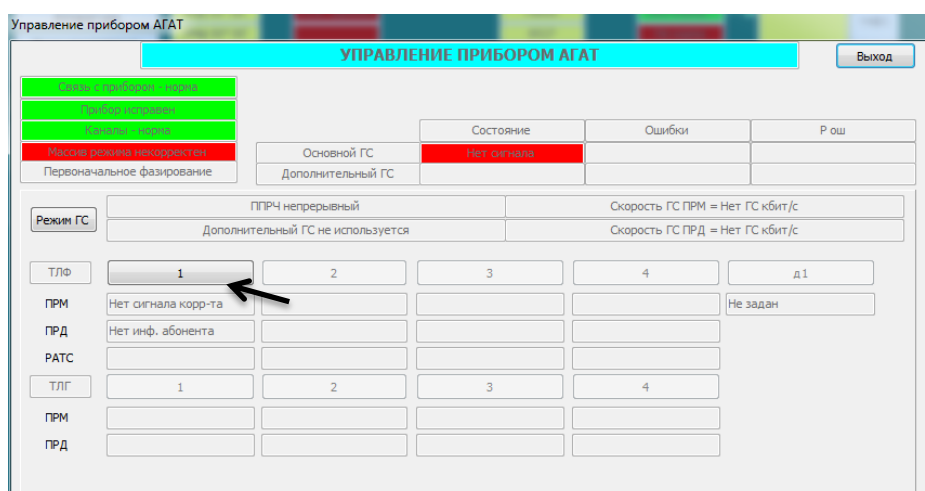 Управление прибором АГАТ
УПРАВЛЕНИЕ ПРИБОРОМ АГАТ
Выход
Связь с прибором - норма
Прибор исправен
Каналы - норма
Состояние Ошибки Р ош
Массив режима некорректен
Основной ГС Нет сигнала
Первоначальное фазирование
Дополнительный ГС
Режим ГС
ППРЧ непрерывный Скорость ГС ПРМ = Нет ГС кбит/с
Дополнительный ГС не используется Скорость ГС ПРД = Нет ГС кбит/с
ТЛФ 1 2 3 4 д1
ПРМ Нет сигнала корр-та Не задан
ПРД Нет инф. абонента
РАТС
ТЛГ 1 2 3 4
ПРМ
ПРД